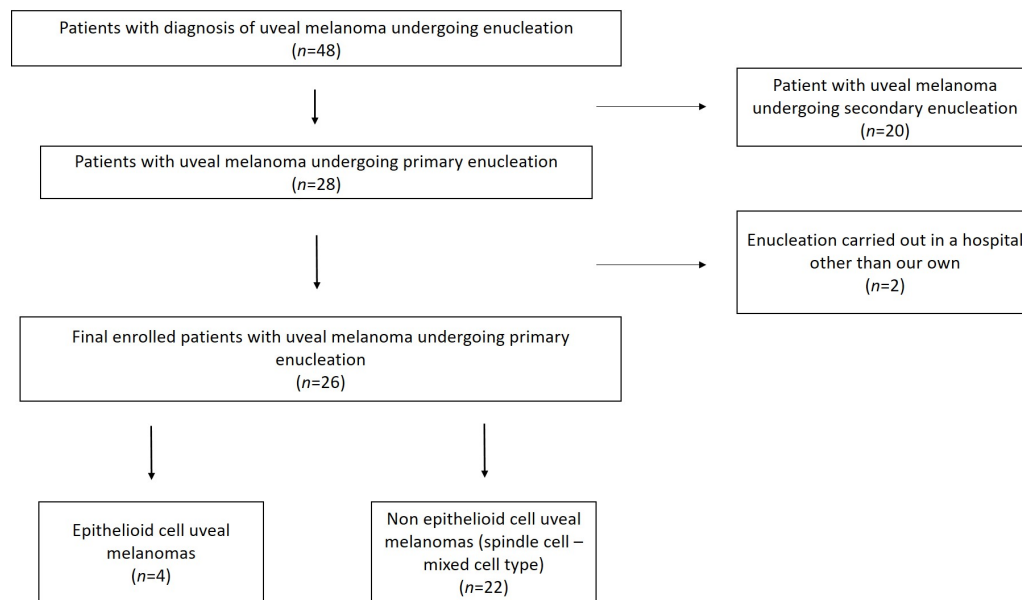 Patients with diagnosis of uveal melanoma undergoing enucleation
(n=48)
Patient with uveal melanoma
undergoing secondary enucleation
(n=20)
Patients with uveal melanoma undergoing primary enucleation
(n=28)
Enucleation carried out in a hospital
other than our own
(n=2)
Final enrolled patients with uveal melanoma undergoing primary
enucleation
(n=26)
Epithelioid cell uveal
melanomas
(n=4)
Non epithelioid cell uveal
melanomas (spindle cell –
mixed cell type)
(n=22)